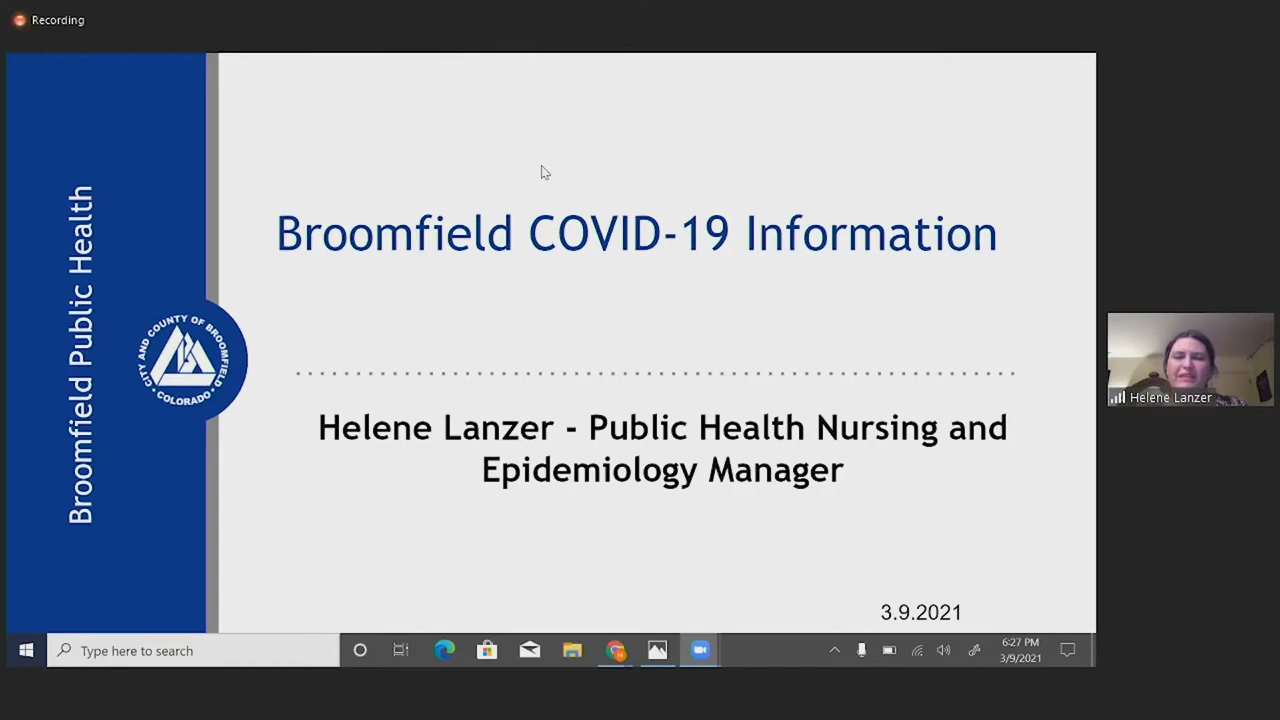 Recording
Broomfield Public Health
CITY AND COUNTY OF BROOMFIELD
COLORADO
Broomfield COVID-19 Information
Helene Lanzer - Public Health Nursing and
Epidemiology Manager
3.9.2021
Helene Lanzer
Type here to search
6:27 PM
3/9/2021